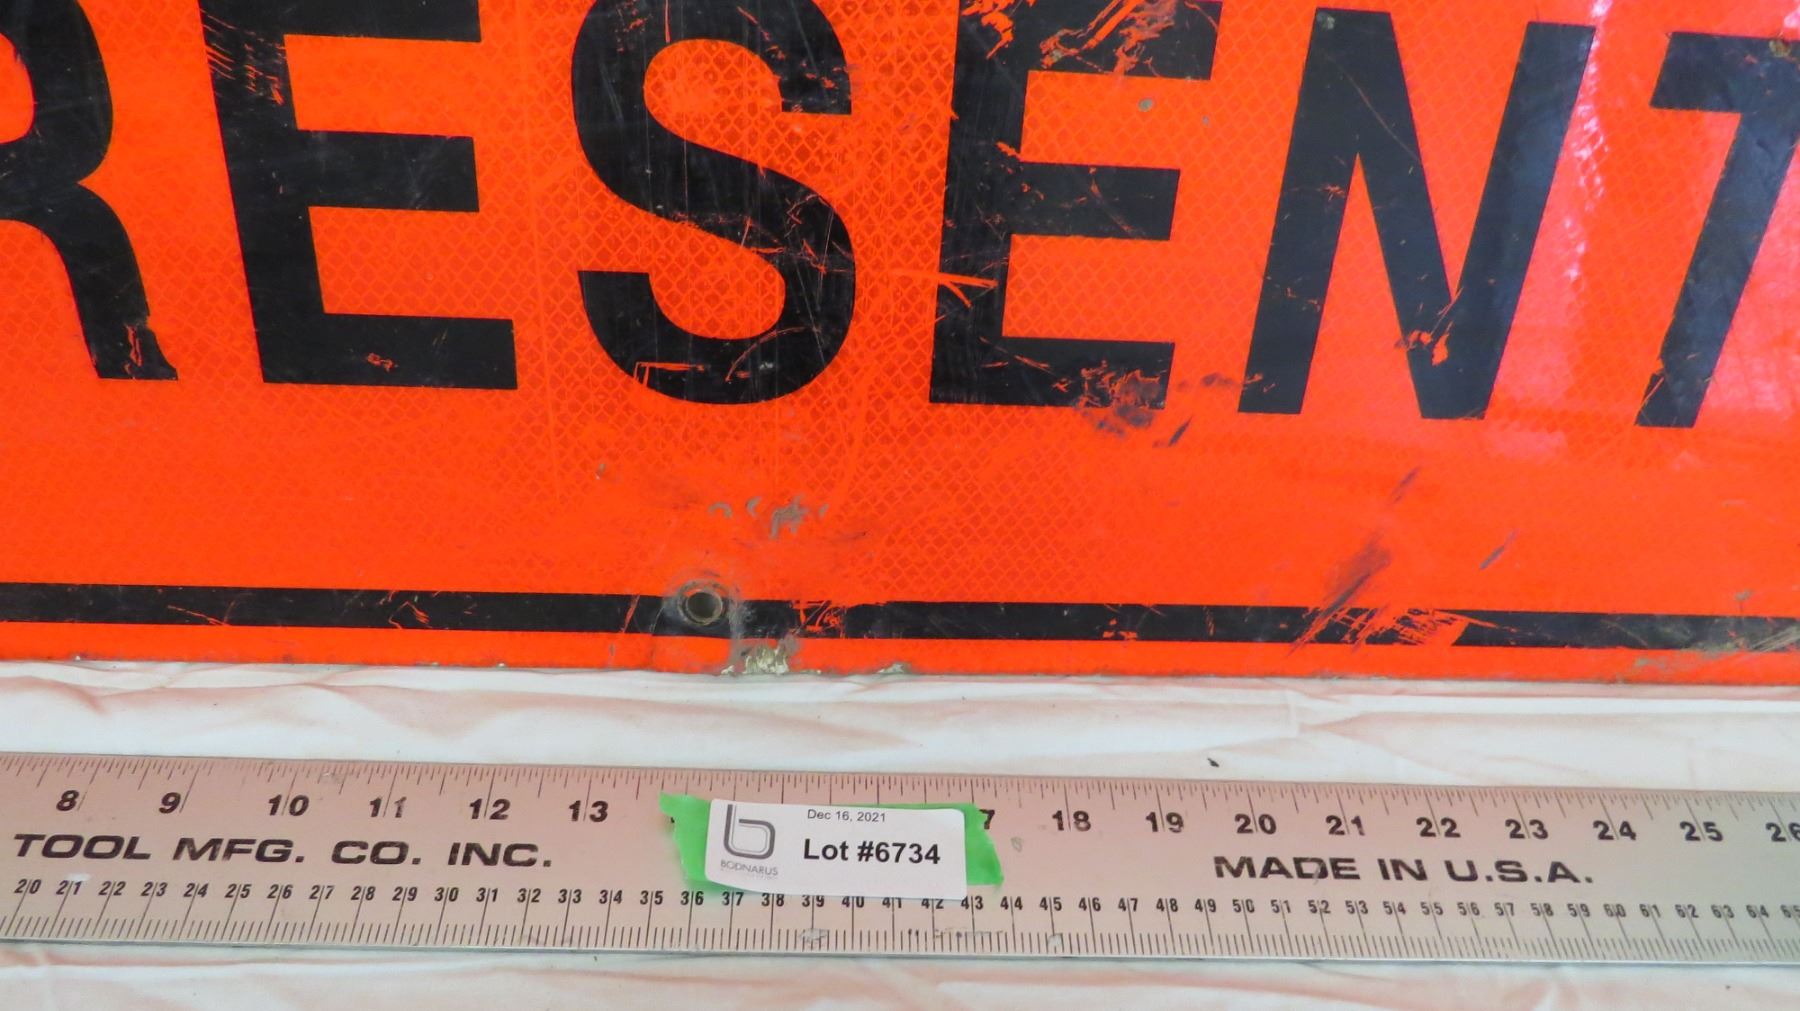 RESENT
8 9 10 11 12 13 7 18 19 20 21 22 23 24 25 26
Dec 16, 2021
Lot #6734
BODNARUS
TOOL MFG. CO. INC. MADE IN U.S.A.
20 21 22 23 24 25 26 27 28 29 30 31 32 33 34 35 36 37 38 39 40 41 42 43 44 45 46 47 48 49 50 51 52 53 54 55 56 57 58 59 60 61 62 63 64 65